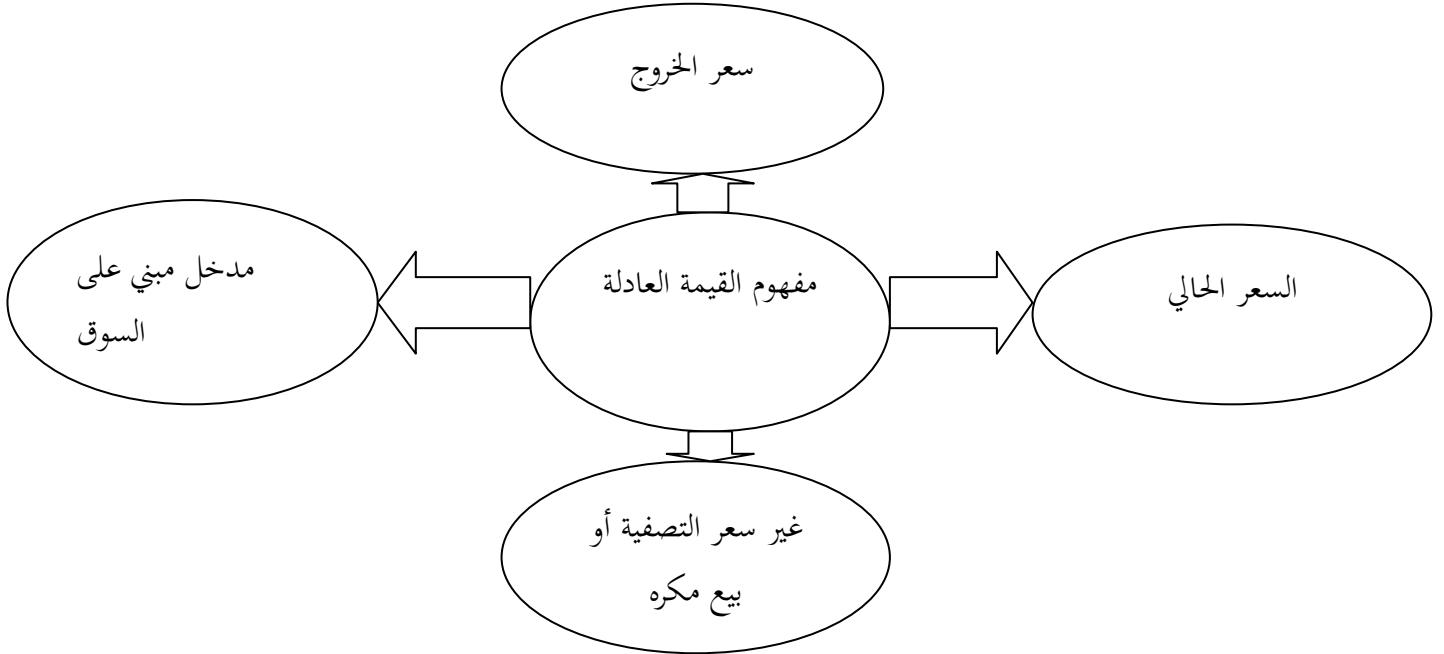 سعر الخروج
مدخل مبني على
السوق
مفهوم القيمة العادلة
السعر الحالي
غير سعر التصفية أو
بيع مكره